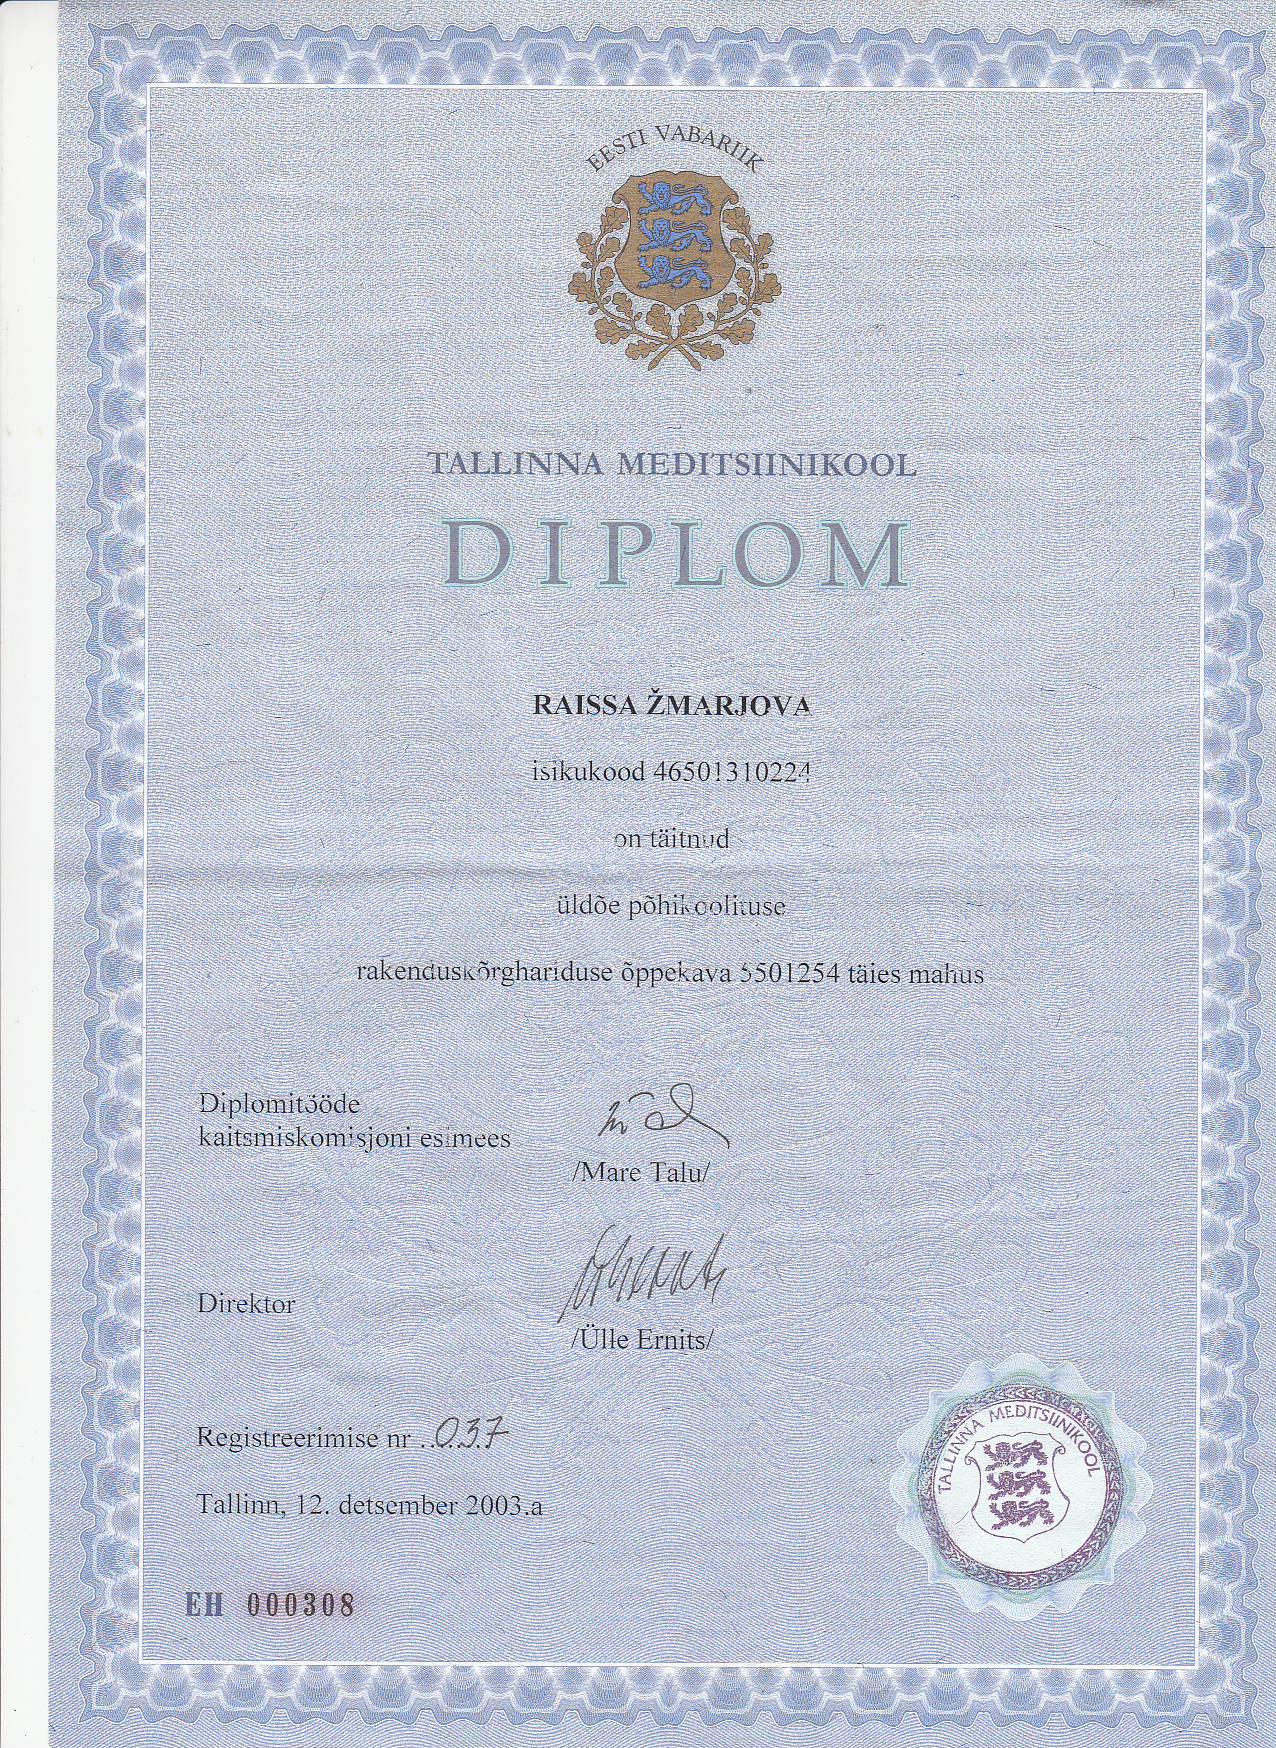 EESTI VABARIIK
TALLINNA MEDITSIINIKOOL
DIPLOM
RAISSA ŽMARJOVA
isikukood 46501310224
on täitnud
üldõe põhikoolituse
rakenduskõrghariduse õppekava 5501254 täies mahus
Diplomitööde
kaitsmiskomisjoni esimees
/Mare Talu/
Direktor
/Ülle Ernits/
Registreerimise nr ..037
Tallinn, 12. detsember 2003.a
TALLINNA MEDITSIINIKOOL
EH 000308